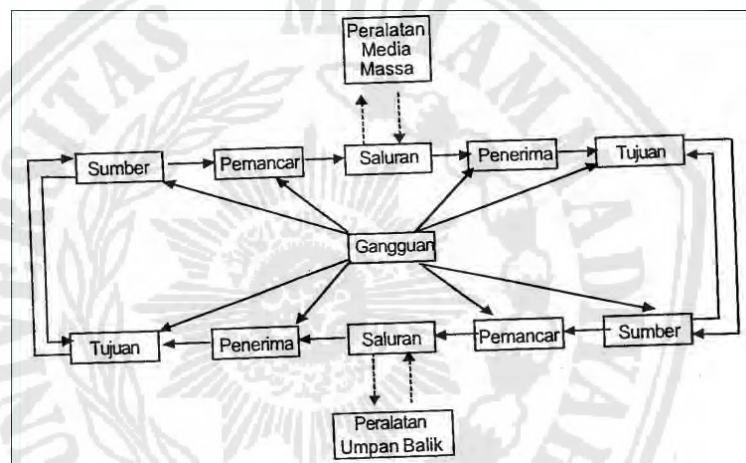 Peralatan
Media
Massa
Sumber
Pemancar
Saluran
Penerima
Tujuan
Gangguan
Tujuan
Penerima
Saluran
Pemancar
Sumber
Peralatan
Umpan Balik